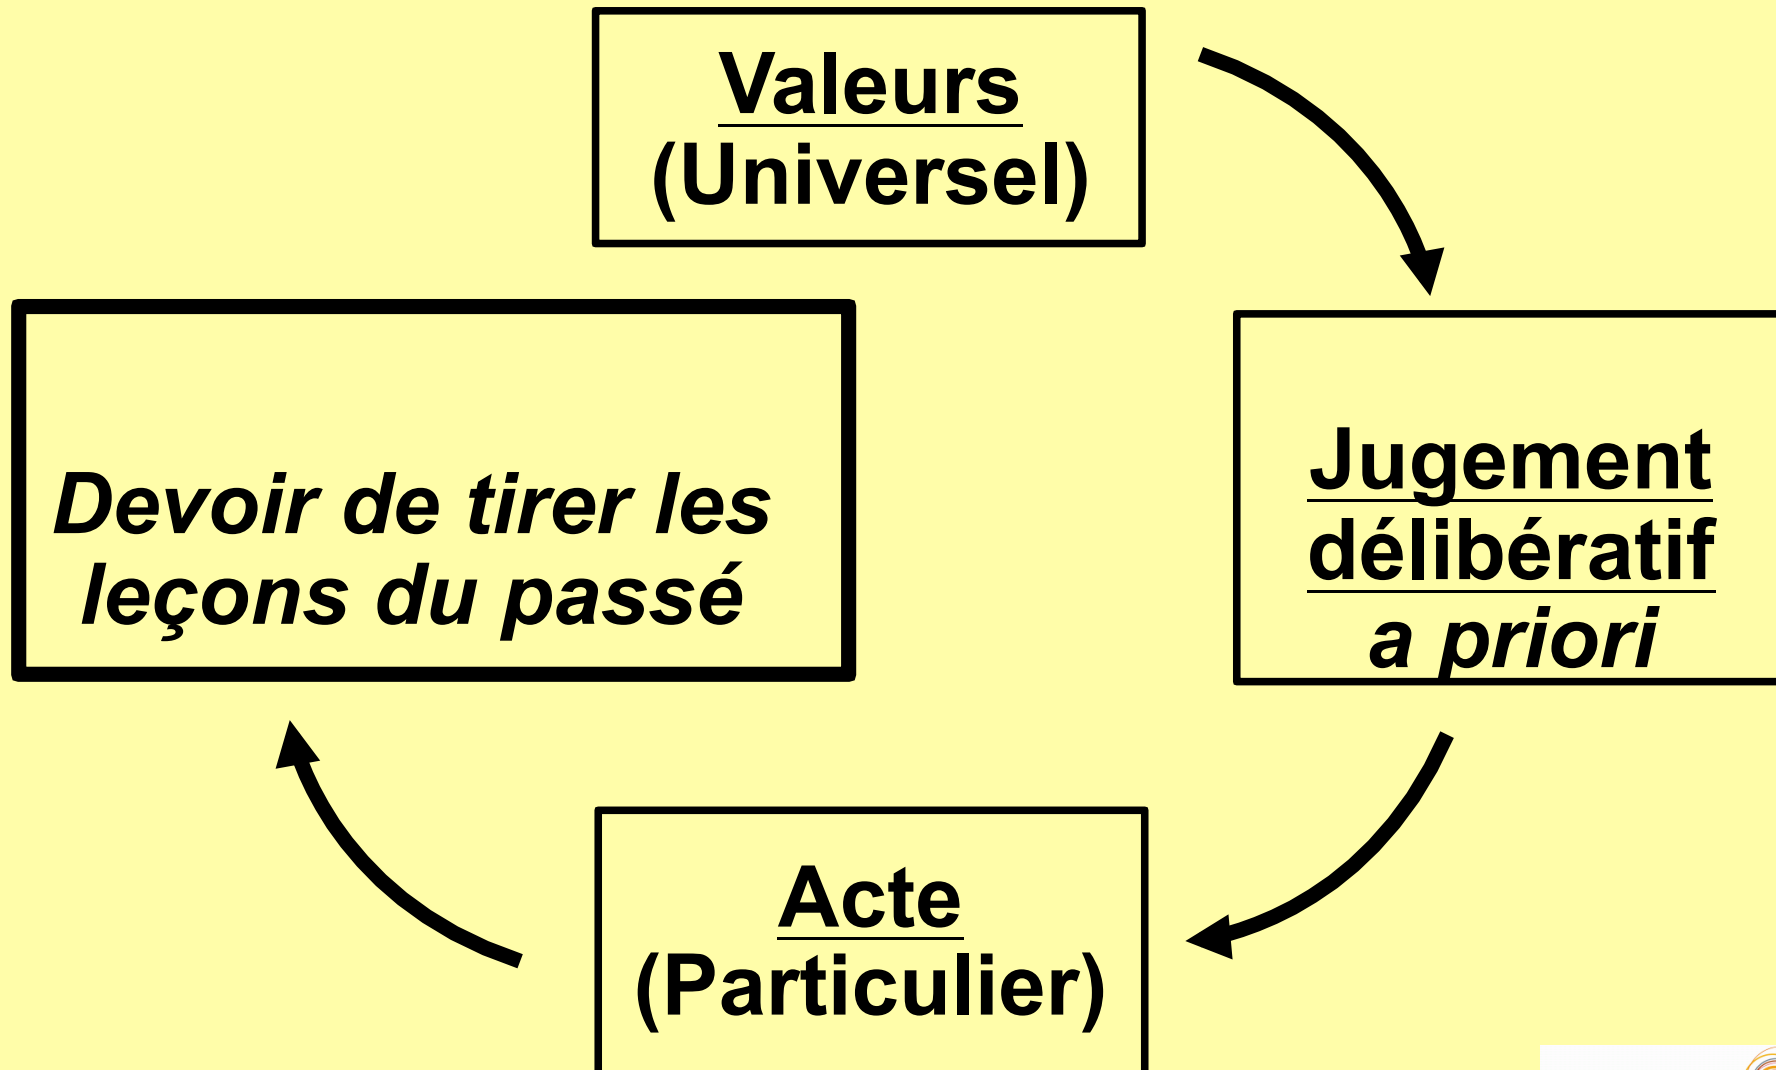 Valeurs
(Universel)
Devoir de tirer les
leçons du passé
Jugement
délibératif
a priori
Acte
(Particulier)